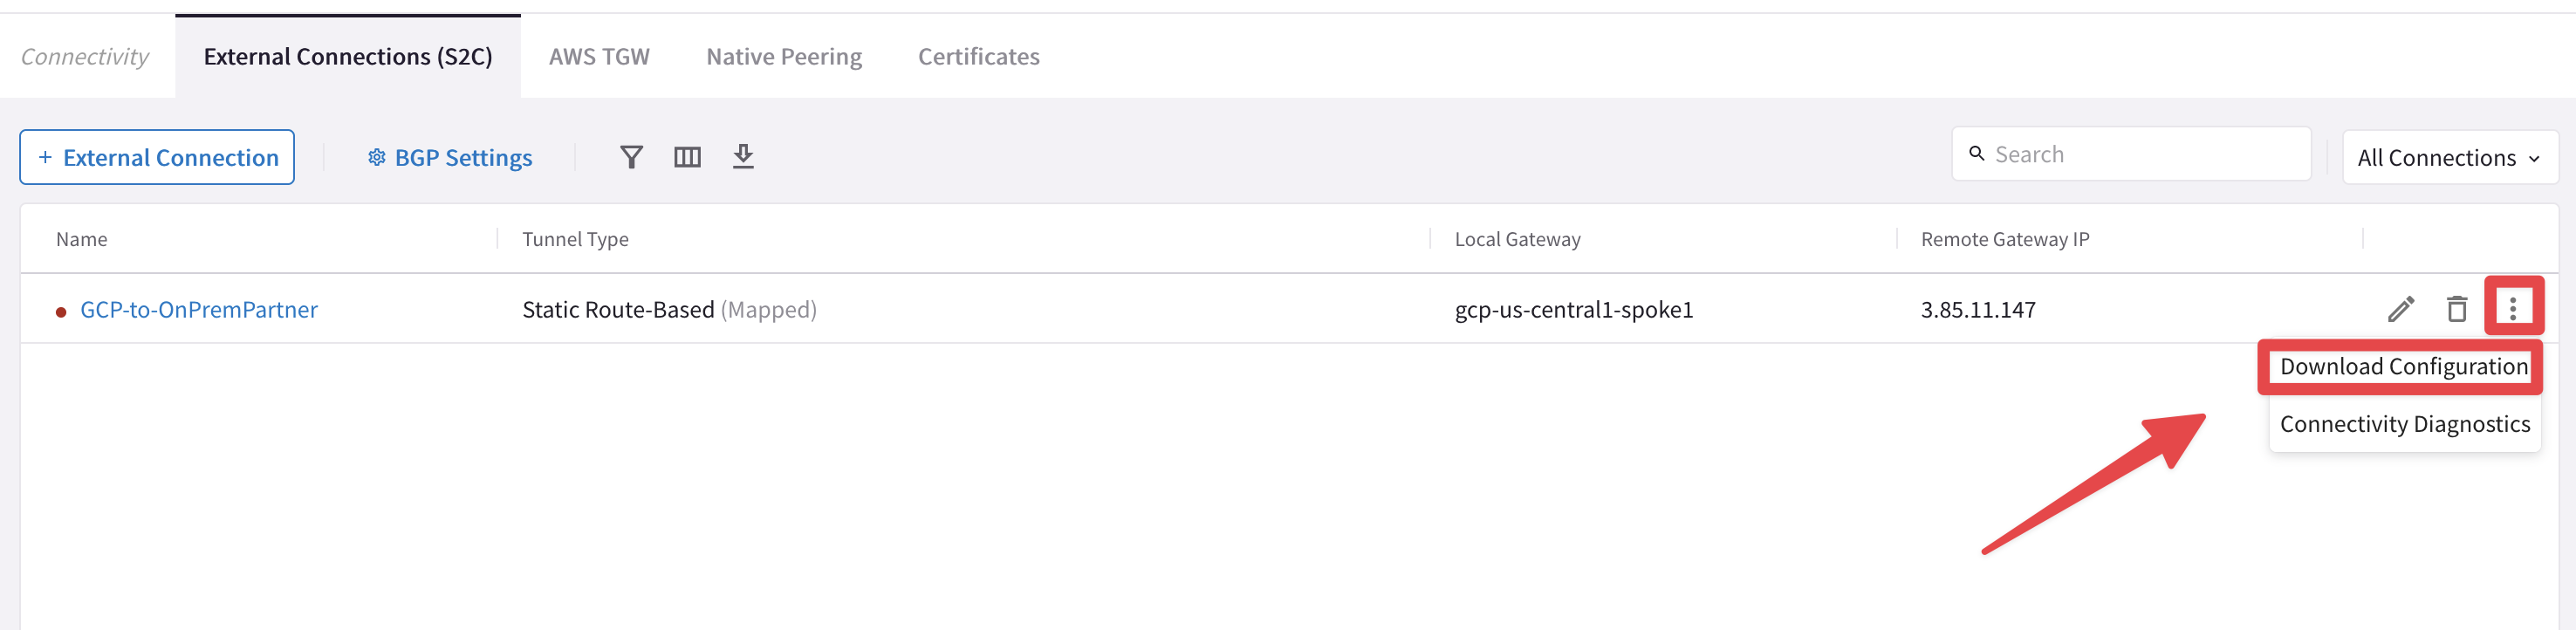 Connectivity
External Connections (S2C)
AWS TGW
Native Peering
Certificates
+ External Connection
BGP Settings
Search
All Connections
Name
Tunnel Type
Local Gateway
Remote Gateway IP
GCP-to-OnPremPartner
Static Route-Based (Mapped)
gcp-us-central1-spoke1
3.85.11.147
Download Configuration
Connectivity Diagnostics